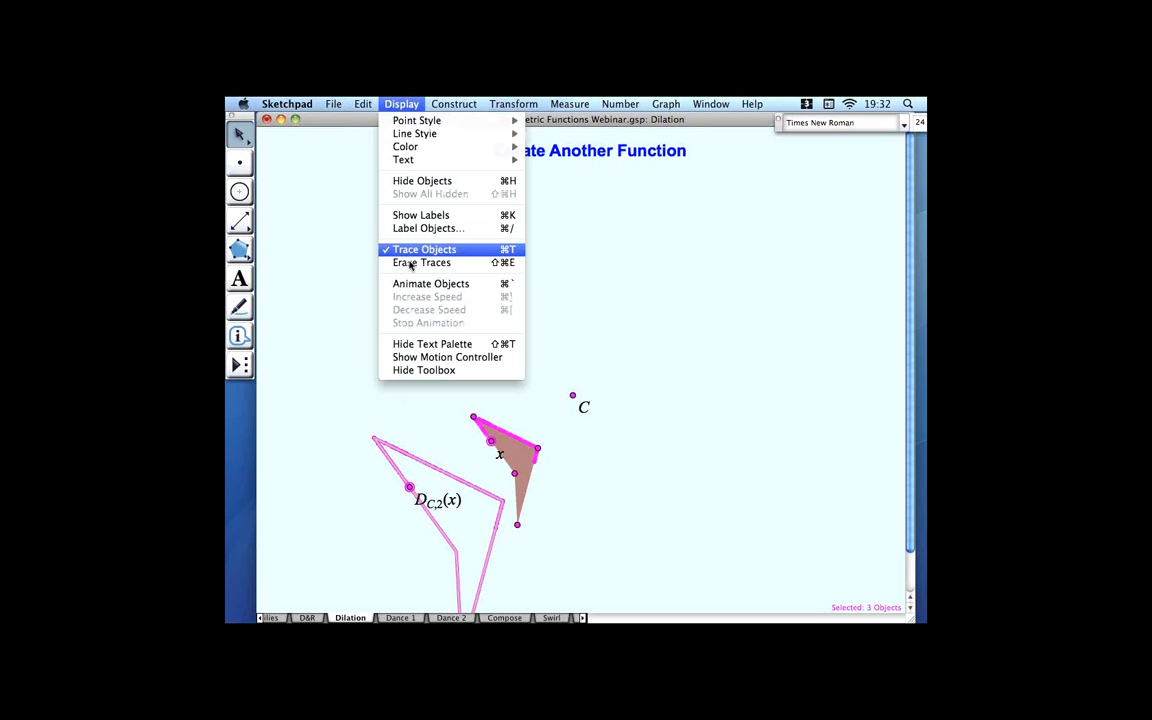 Sketchpad File Edit Display Construct Transform Measure Number Graph Window Help 19:32
etric Functions Webinar.gsp: Dilation
Times New Roman 24
ate Another Function
Point Style
Line Style
Color
Text
Hide Objects ⌘H
Show All Hidden ⇧⌘H
Show Labels ⌘K
Label Objects... ⌘/
✓ Trace Objects ⌘T
Erase Traces ⇧⌘E
Animate Objects ⌘`
Increase Speed ⌘]
Decrease Speed ⌘[
Stop Animation
Hide Text Palette ⇧⌘T
Show Motion Controller
Hide Toolbox
A
C
x
D_C,2(x)
Selected: 3 Objects
ilies D&R Dilation Dance 1 Dance 2 Compose Swirl